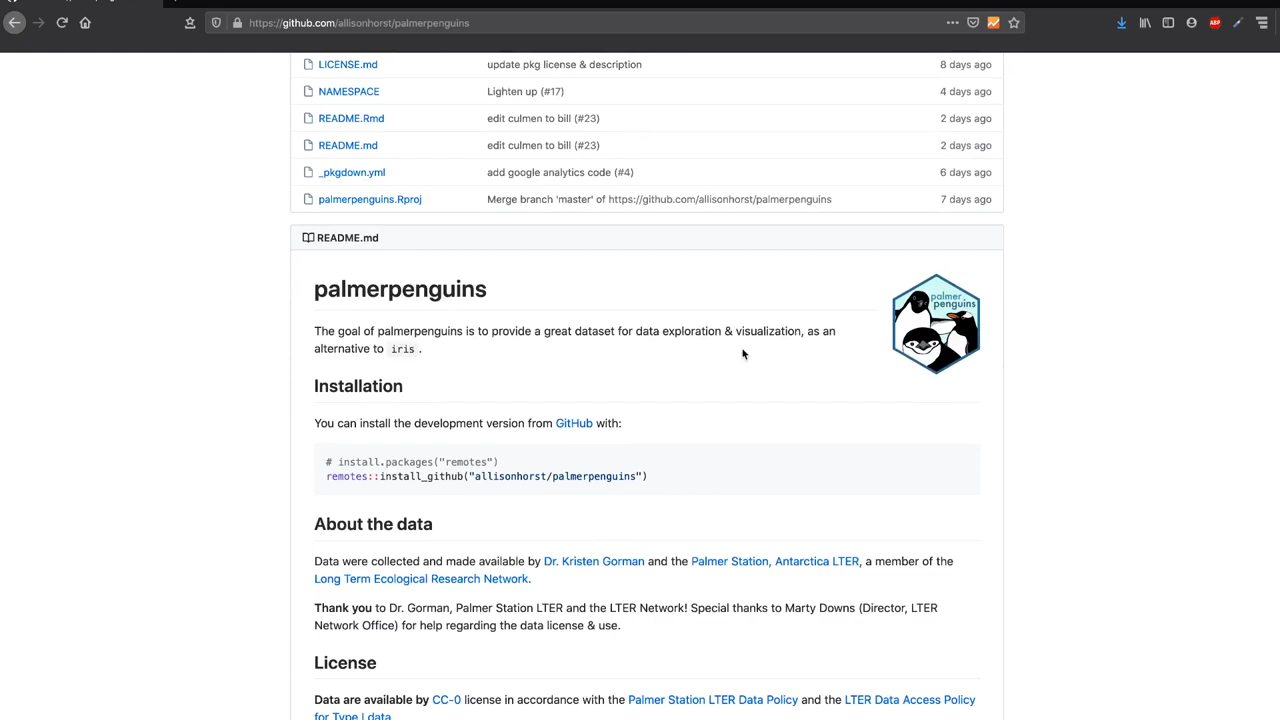 https://github.com/allisonhorst/palmerpenguins
ABP
LICENSE.md update pkg license & description 8 days ago
NAMESPACE Lighten up (#17) 4 days ago
README.Rmd edit culmen to bill (#23) 2 days ago
README.md edit culmen to bill (#23) 2 days ago
_pkgdown.yml add google analytics code (#4) 6 days ago
palmerpenguins.Rproj Merge branch 'master' of https://github.com/allisonhorst/palmerpenguins 7 days ago
README.md
palmerpenguins
palmer
penguins
The goal of palmerpenguins is to provide a great dataset for data exploration & visualization, as an
alternative to iris .
Installation
You can install the development version from GitHub with:
# install.packages("remotes")
remotes::install_github("allisonhorst/palmerpenguins")
About the data
Data were collected and made available by Dr. Kristen Gorman and the Palmer Station, Antarctica LTER, a member of the
Long Term Ecological Research Network.
Thank you to Dr. Gorman, Palmer Station LTER and the LTER Network! Special thanks to Marty Downs (Director, LTER
Network Office) for help regarding the data license & use.
License
Data are available by CC-0 license in accordance with the Palmer Station LTER Data Policy and the LTER Data Access Policy
for Type I data